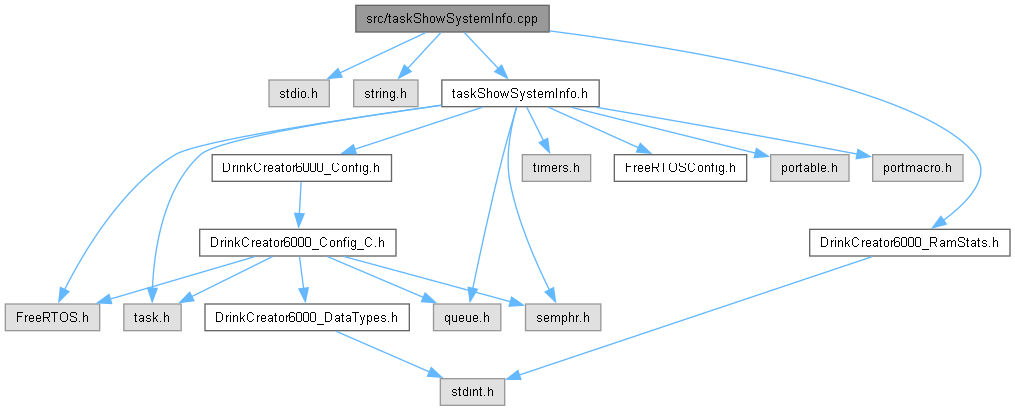 src/taskShowSystemInfo.cpp
stdio.h
string.h
taskShowSystemInfo.h
DrinkCreator6000_Config.h
timers.h
FreeRTOSConfig.h
portable.h
portmacro.h
DrinkCreator6000_Config_C.h
DrinkCreator6000_RamStats.h
FreeRTOS.h
task.h
DrinkCreator6000_DataTypes.h
queue.h
semphr.h
stdint.h